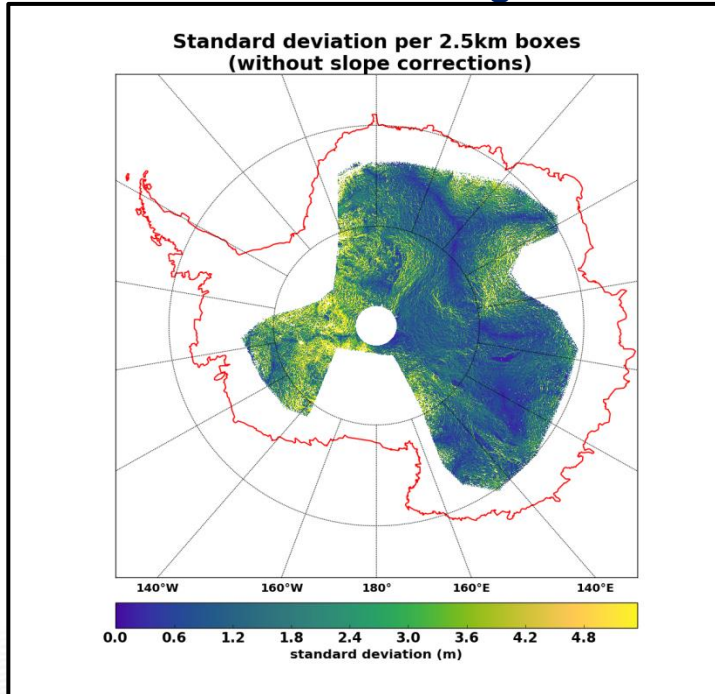 Standard deviation per 2.5km boxes
(without slope corrections)
140°W 160°W 180° 160°E 140°E
0.0 0.6 1.2 1.8 2.4 3.0 3.6 4.2 4.8
standard deviation (m)